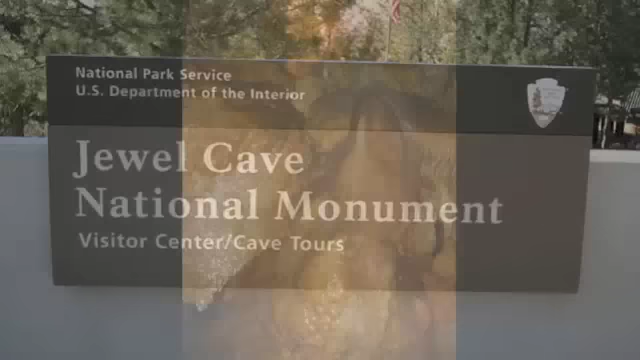 National Park Service
U.S. Department of the Interior
Jewel Cave
National Monument
Visitor Center/Cave Tours